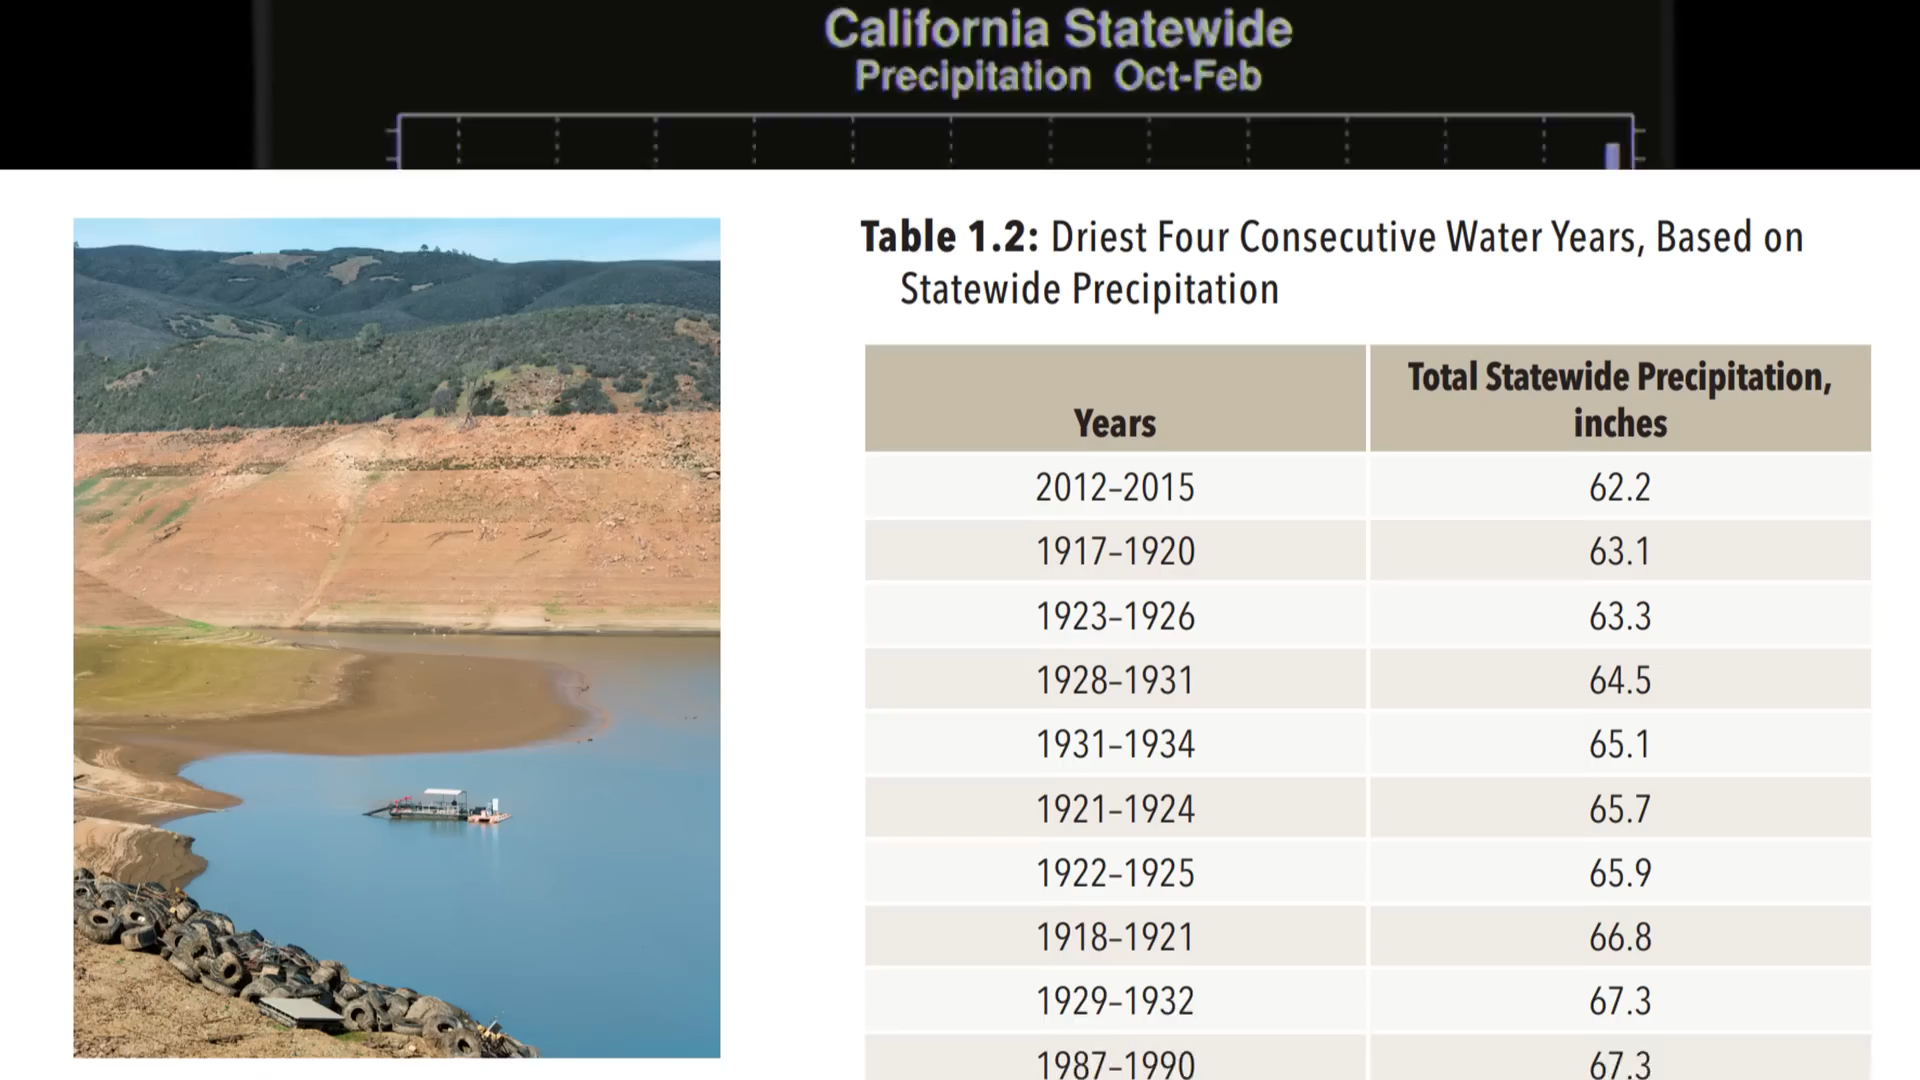 California Statewide
Precipitation Oct-Feb
Table 1.2: Driest Four Consecutive Water Years, Based on
Statewide Precipitation
Years
Total Statewide Precipitation,
inches
2012–2015 62.2
1917–1920 63.1
1923–1926 63.3
1928–1931 64.5
1931–1934 65.1
1921–1924 65.7
1922–1925 65.9
1918–1921 66.8
1929–1932 67.3
1987–1990 67.3